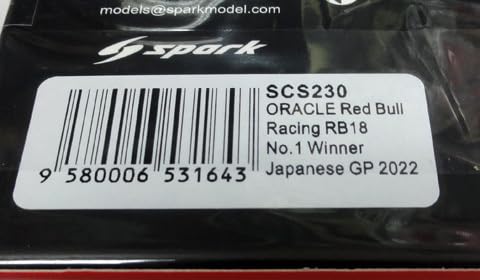 models@sparkmodel.com
spark
SCS230
ORACLE Red Bull
Racing RB18
No.1 Winner
Japanese GP 2022
9 580006 531643